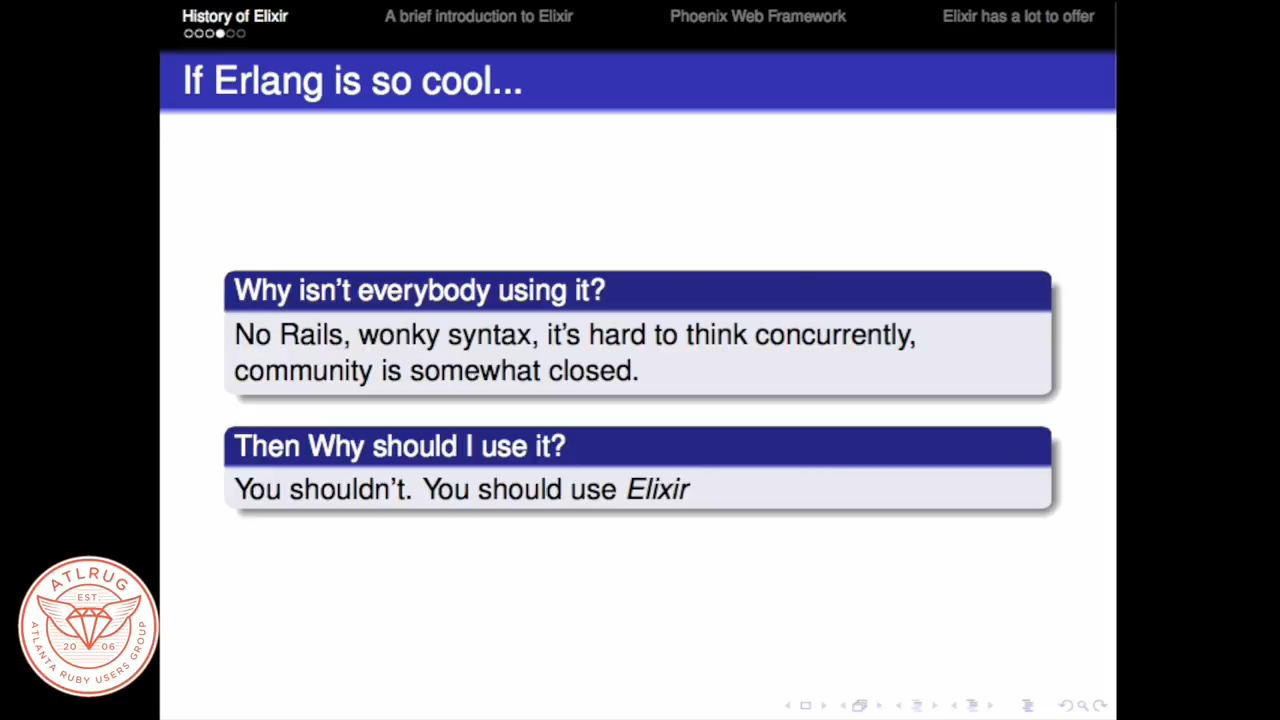 History of Elixir
A brief introduction to Elixir
Phoenix Web Framework
Elixir has a lot to offer
If Erlang is so cool...
Why isn't everybody using it?
No Rails, wonky syntax, it's hard to think concurrently,
community is somewhat closed.
Then Why should I use it?
You shouldn't. You should use Elixir
ATLRUG
EST.
20 06
ATLANTA RUBY USERS GROUP